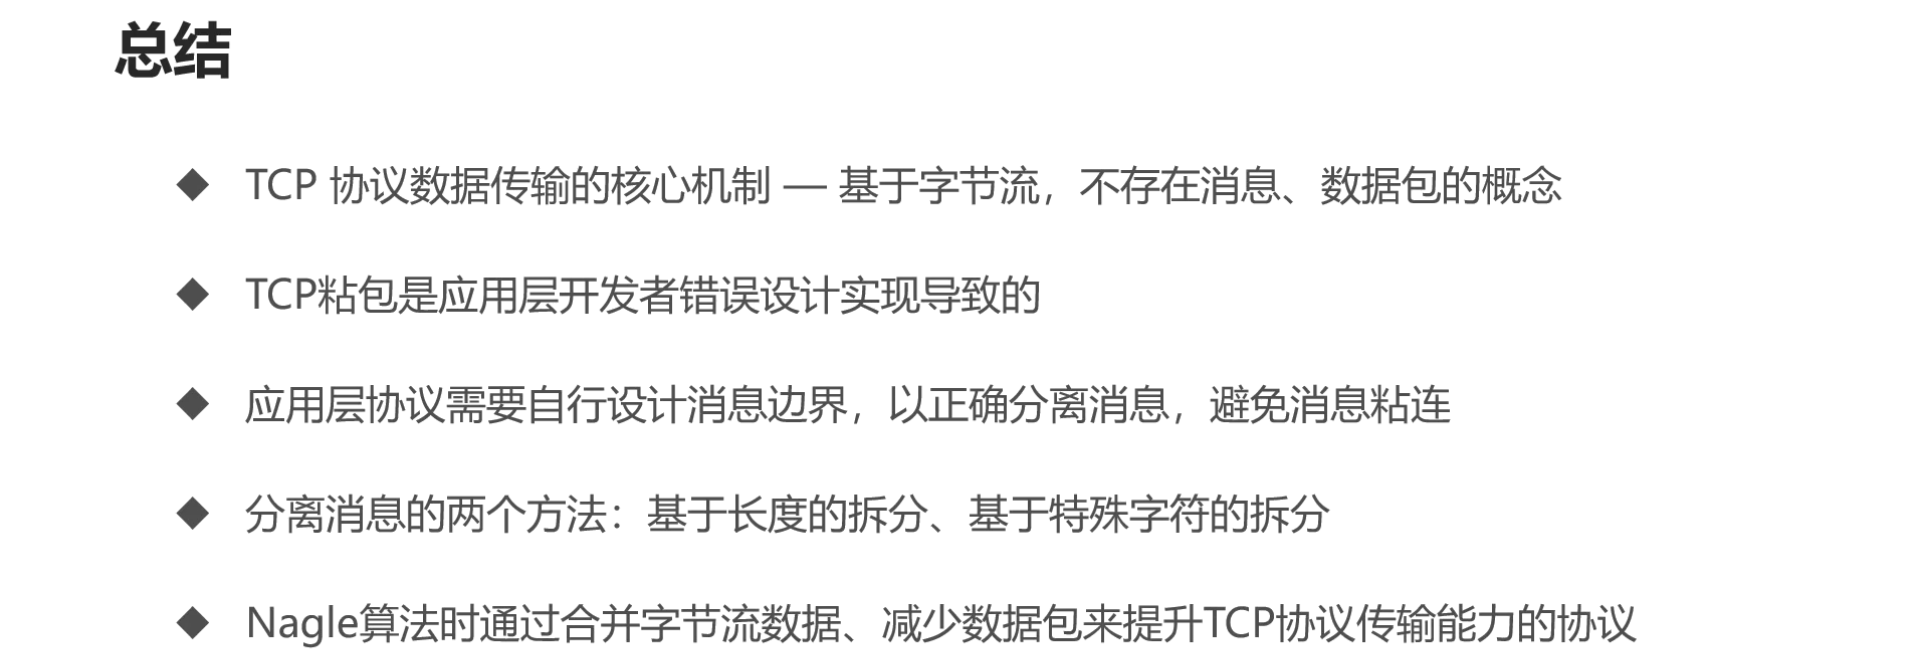 总结
◆ TCP 协议数据传输的核心机制 — 基于字节流，不存在消息、数据包的概念
◆ TCP粘包是应用层开发者错误设计实现导致的
◆ 应用层协议需要自行设计消息边界，以正确分离消息，避免消息粘连
◆ 分离消息的两个方法：基于长度的拆分、基于特殊字符的拆分
◆ Nagle算法时通过合并字节流数据、减少数据包来提升TCP协议传输能力的协议